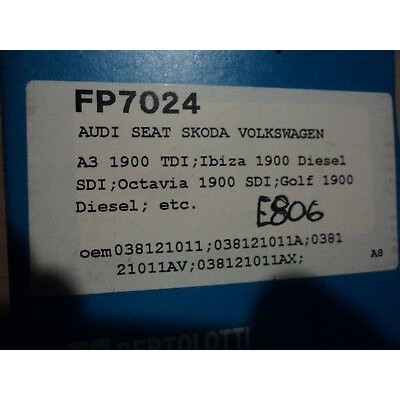 FP7024
AUDI SEAT SKODA VOLKSWAGEN
A3 1900 TDI;Ibiza 1900 Diesel
SDI;Octavia 1900 SDI;Golf 1900
Diesel; etc.
E806
oem038121011;038121011A;0381
21011AV;038121011AX;
A8
BERTOLOTTI